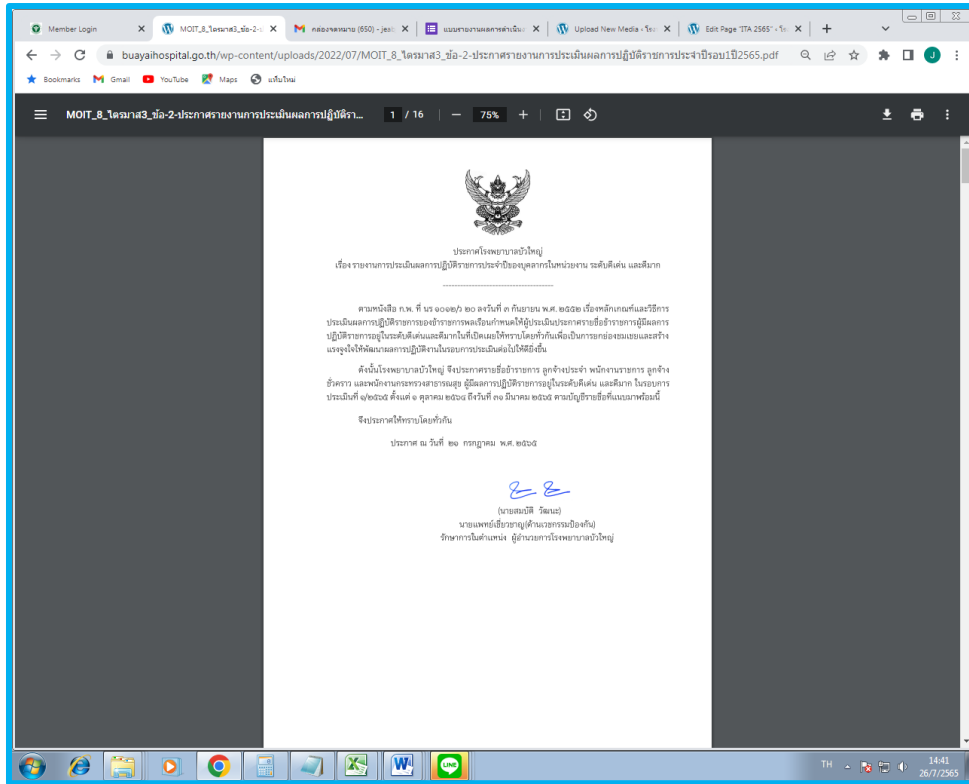 Member Login
MOIT_8_ไตรมาส3_ข้อ-2-
กล่องจดหมาย (650) - jeab
แบบรายงานผลการดำเนิน
Upload New Media ‹ โรง
Edit Page "ITA 2565" ‹ โร
buayaihospital.go.th/wp-content/uploads/2022/07/MOIT_8_ไตรมาส3_ข้อ-2-ประกาศรายงานการประเมินผลการปฏิบัติราชการประจำปีรอบ1ปี2565.pdf
Bookmarks Gmail YouTube Maps แท็บใหม่
MOIT_8_ไตรมาส3_ข้อ-2-ประกาศรายงานการประเมินผลการปฏิบัติรา... 1 / 16 75%
ประกาศโรงพยาบาลบัวใหญ่
เรื่อง รายงานการประเมินผลการปฏิบัติราชการประจำปีของบุคลากรในหน่วยงาน ระดับดีเด่น และดีมาก
ตามหนังสือ ก.พ. ที่ นร ๑๐๑๒/ว ๒๐ ลงวันที่ ๓ กันยายน พ.ศ. ๒๕๕๒ เรื่องหลักเกณฑ์และวิธีการ
ประเมินผลการปฏิบัติราชการของข้าราชการพลเรือนกำหนดให้ผู้ประเมินประกาศรายชื่อข้าราชการผู้มีผลการ
ปฏิบัติราชการอยู่ในระดับดีเด่นและดีมากในที่เปิดเผยให้ทราบโดยทั่วกันเพื่อเป็นการยกย่องชมเชยและสร้าง
แรงจูงใจให้พัฒนาผลการปฏิบัติงานในรอบการประเมินต่อไปให้ดียิ่งขึ้น
ดังนั้นโรงพยาบาลบัวใหญ่ จึงประกาศรายชื่อข้าราชการ ลูกจ้างประจำ พนักงานราชการ ลูกจ้าง
ชั่วคราว และพนักงานกระทรวงสาธารณสุข ผู้มีผลการปฏิบัติราชการอยู่ในระดับดีเด่น และดีมาก ในรอบการ
ประเมินที่ ๑/๒๕๖๕ ตั้งแต่ ๑ ตุลาคม ๒๕๖๔ ถึงวันที่ ๓๑ มีนาคม ๒๕๖๕ ตามบัญชีรายชื่อที่แนบมาพร้อมนี้
จึงประกาศให้ทราบโดยทั่วกัน
ประกาศ ณ วันที่ ๒๑ กรกฎาคม พ.ศ. ๒๕๖๕
(นายสมบัติ วัฒนะ)
นายแพทย์เชี่ยวชาญ(ด้านเวชกรรมป้องกัน)
รักษาการในตำแหน่ง ผู้อำนวยการโรงพยาบาลบัวใหญ่
LINE
TH
14:41
26/7/2565